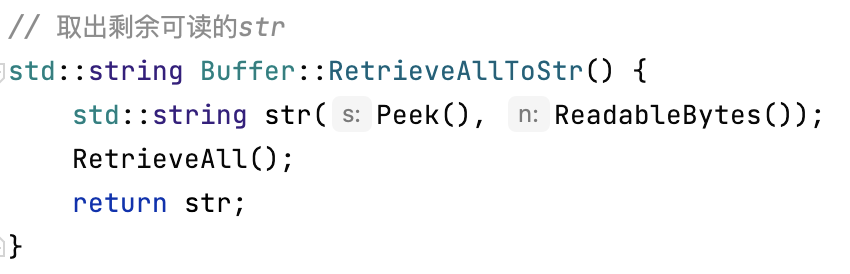 // 取出剩余可读的str
std::string Buffer::RetrieveAllToStr() {
    std::string str( s: Peek(), n: ReadableBytes());
    RetrieveAll();
    return str;
}